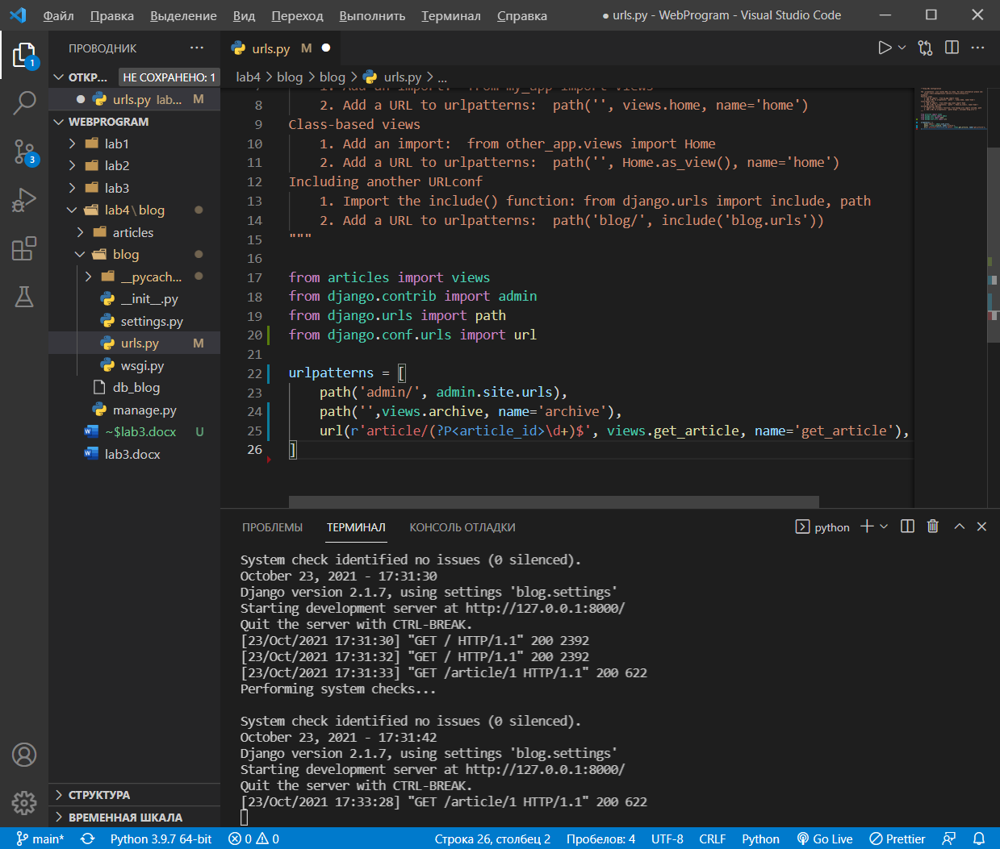 Файл Правка Выделение Вид Переход Выполнить Терминал Справка ● urls.py - WebProgram - Visual Studio Code
ПРОВОДНИК ···
ОТКР... НЕ СОХРАНЕНО: 1
● urls.py lab... M
WEBPROGRAM
lab1
lab2
lab3
lab4\blog
articles
blog
__pycach...
__init__.py
settings.py
urls.py M
wsgi.py
db_blog
manage.py
~$lab3.docx U
lab3.docx
СТРУКТУРА
ВРЕМЕННАЯ ШКАЛА
1
3
urls.py M ●
lab4 > blog > blog > urls.py > ...
7 1. Add an import: from my_app import views
8 2. Add a URL to urlpatterns:  path('', views.home, name='home')
9 Class-based views
10 1. Add an import:  from other_app.views import Home
11 2. Add a URL to urlpatterns:  path('', Home.as_view(), name='home')
12 Including another URLconf
13 1. Import the include() function: from django.urls import include, path
14 2. Add a URL to urlpatterns:  path('blog/', include('blog.urls'))
15 """
16
17 from articles import views
18 from django.contrib import admin
19 from django.urls import path
20 from django.conf.urls import url
21
22 urlpatterns = [
23 path('admin/', admin.site.urls),
24 path('',views.archive, name='archive'),
25 url(r'article/(?P<article_id>\d+)$', views.get_article, name='get_article'),
26 ]
ПРОБЛЕМЫ ТЕРМИНАЛ КОНСОЛЬ ОТЛАДКИ python
System check identified no issues (0 silenced).
October 23, 2021 - 17:31:30
Django version 2.1.7, using settings 'blog.settings'
Starting development server at http://127.0.0.1:8000/
Quit the server with CTRL-BREAK.
[23/Oct/2021 17:31:30] "GET / HTTP/1.1" 200 2392
[23/Oct/2021 17:31:32] "GET / HTTP/1.1" 200 2392
[23/Oct/2021 17:31:33] "GET /article/1 HTTP/1.1" 200 622
Performing system checks...
System check identified no issues (0 silenced).
October 23, 2021 - 17:31:42
Django version 2.1.7, using settings 'blog.settings'
Starting development server at http://127.0.0.1:8000/
Quit the server with CTRL-BREAK.
[23/Oct/2021 17:33:28] "GET /article/1 HTTP/1.1" 200 622
main* Python 3.9.7 64-bit 0 0 Строка 26, столбец 2 Пробелов: 4 UTF-8 CRLF Python Go Live Prettier